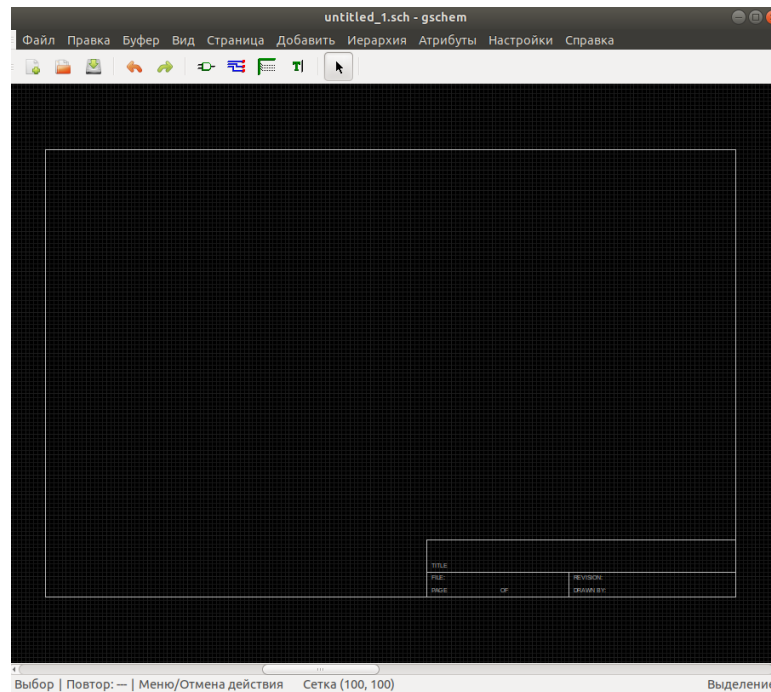 untitled_1.sch - gschem
Файл Правка Буфер Вид Страница Добавить Иерархия Атрибуты Настройки Справка
T
TITLE
FILE: REVISION:
PAGE OF DRAWN BY:
Выбор | Повтор: --- | Меню/Отмена действия Сетка (100, 100) Выделение